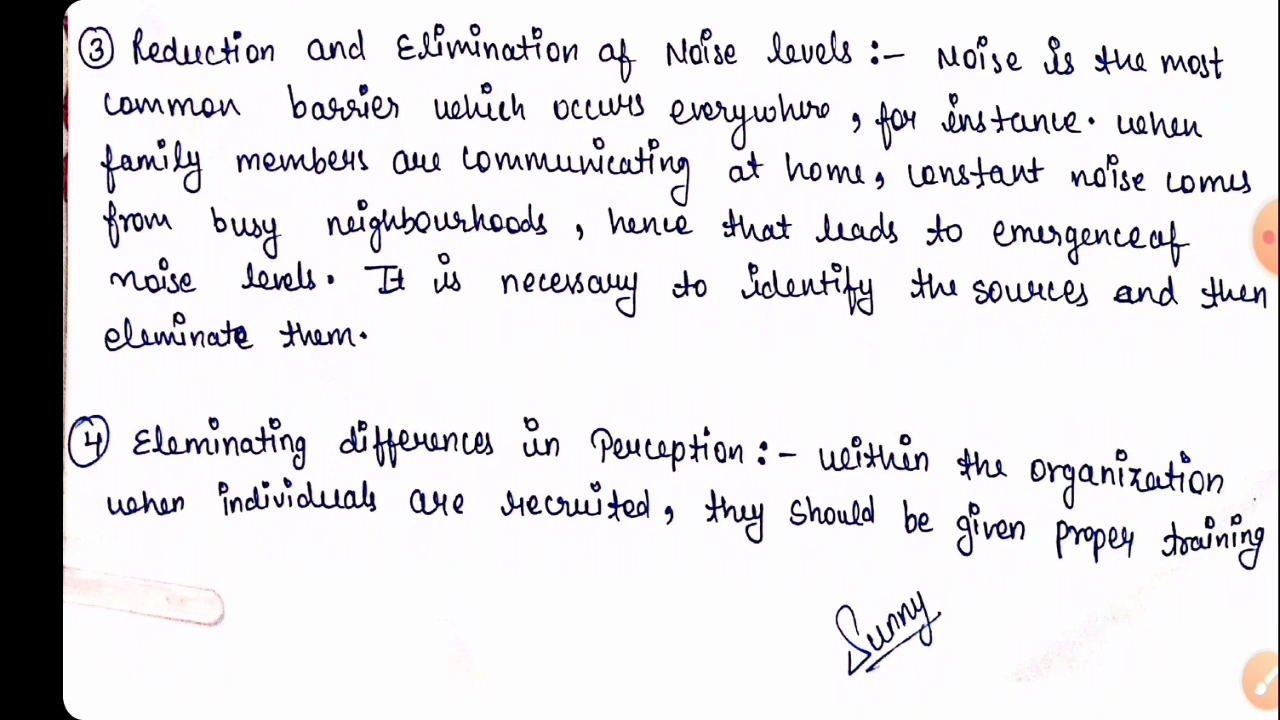 ③ Reduction and Elimination of Noise levels :- Noise is the most
common barrier which occurs everywhere, for instance. when
family members are communicating at home, constant noise comes
from busy neighbourhoods, hence that leads to emergence of
noise levels. It is necessary to identify the sources and then
eleminate them.
④ Eleminating differences in Perception :- within the organization
when individuals are recruited, they should be given proper training
Sunny